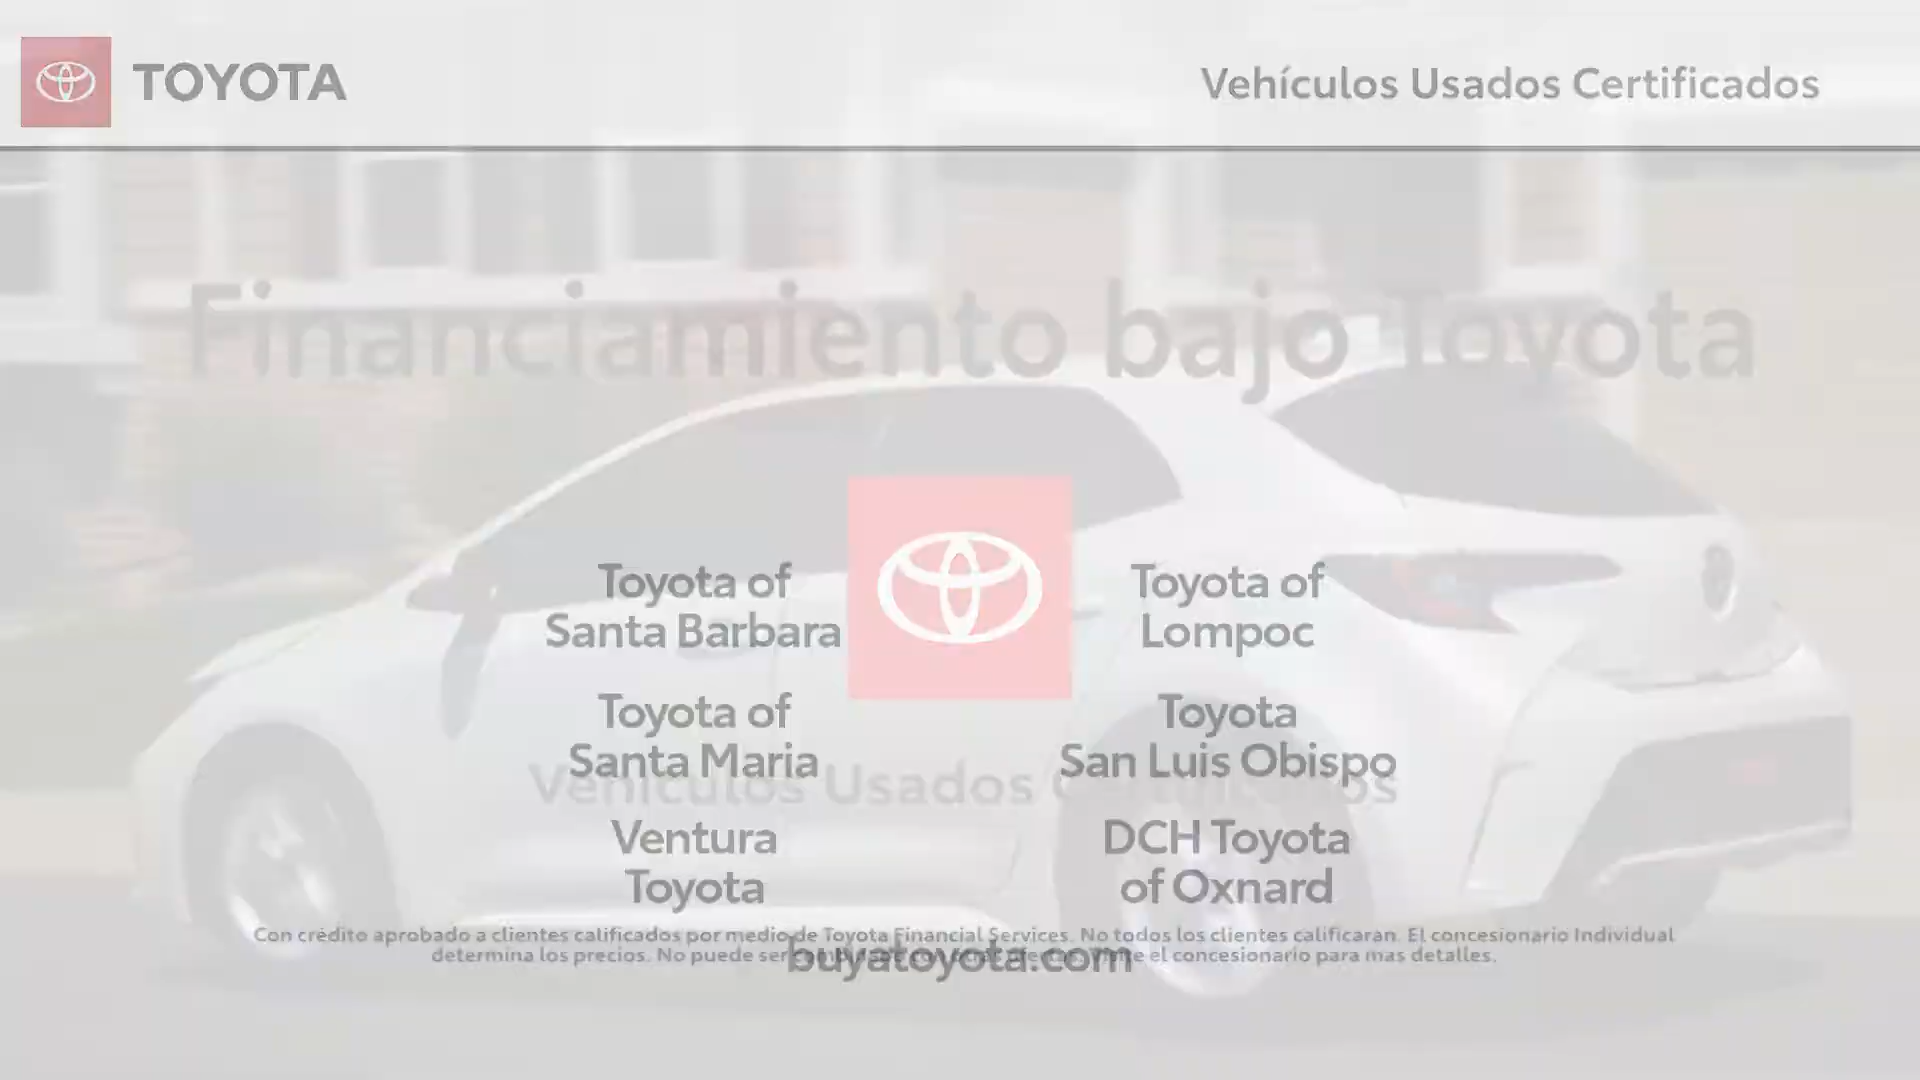 TOYOTA
Vehículos Usados Certificados
Financiamiento bajo Toyota
Toyota of
Santa Barbara
Toyota of
Lompoc
Toyota of
Santa Maria
Toyota
San Luis Obispo
Vehículos Usados
Ventura
Toyota
DCH Toyota
of Oxnard
Con crédito aprobado a clientes calificados por medio de Toyota Financial Services. No todos los clientes calificaran. El concesionario Individual
determina los precios. No puede ser el concesionario para mas detalles.
buyatoyota.com